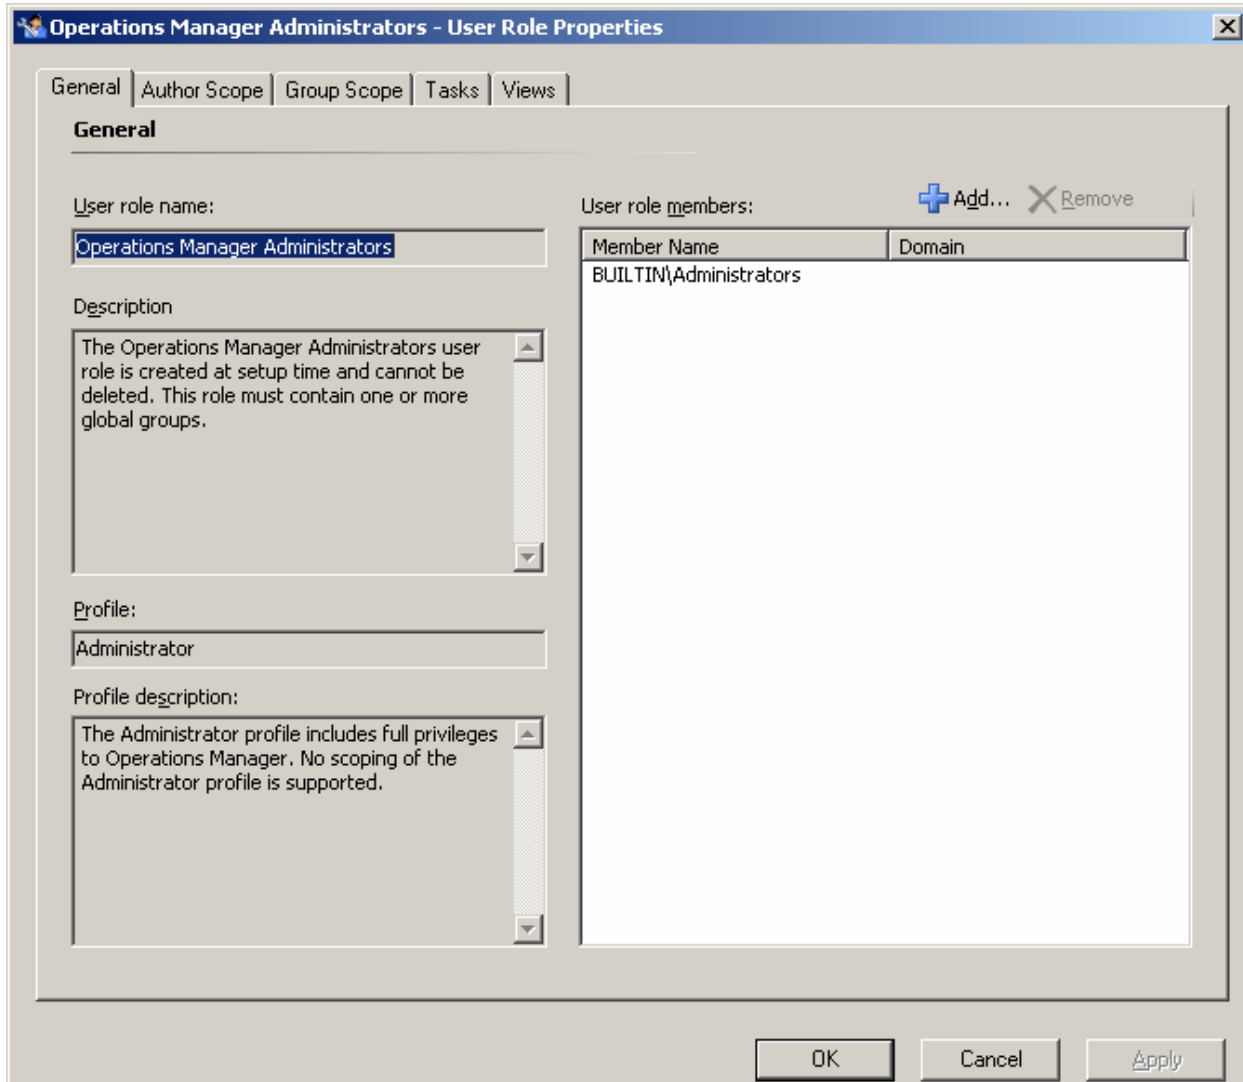 Operations Manager Administrators - User Role Properties
General Author Scope Group Scope Tasks Views
General
User role name:
Operations Manager Administrators
Description
The Operations Manager Administrators user
role is created at setup time and cannot be
deleted. This role must contain one or more
global groups.
Profile:
Administrator
Profile description:
The Administrator profile includes full privileges
to Operations Manager. No scoping of the
Administrator profile is supported.
User role members:
Add... Remove
Member Name Domain
BUILTIN\Administrators
OK Cancel Apply